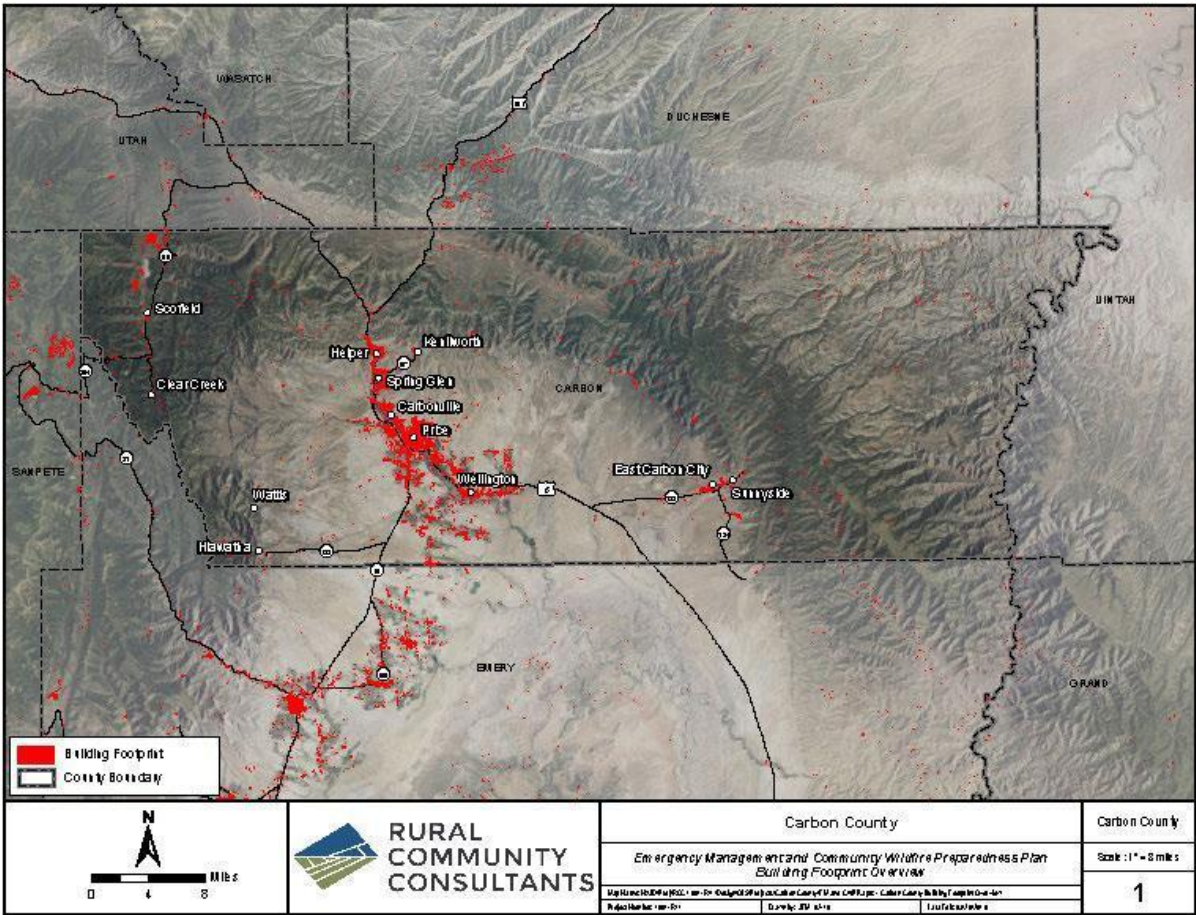 WASATCH
DUCHESNE
UTAH
UINTAH
Scofield
Helper
Kenilworth
Spring Glen
Clear Creek
CARBON
Carbonville
Price
SANPETE
East Carbon City
Wellington
6
Sunnyside
Wattis
Hiawatha
EMERY
GRAND
Building Footprint
County Boundary
N
Miles
0 4 8
RURAL
COMMUNITY
CONSULTANTS
Carbon County
Emergency Management and Community Wildfire Preparedness Plan
Building Footprint Overview
Carbon County
Scale: 1" = 8 miles
1